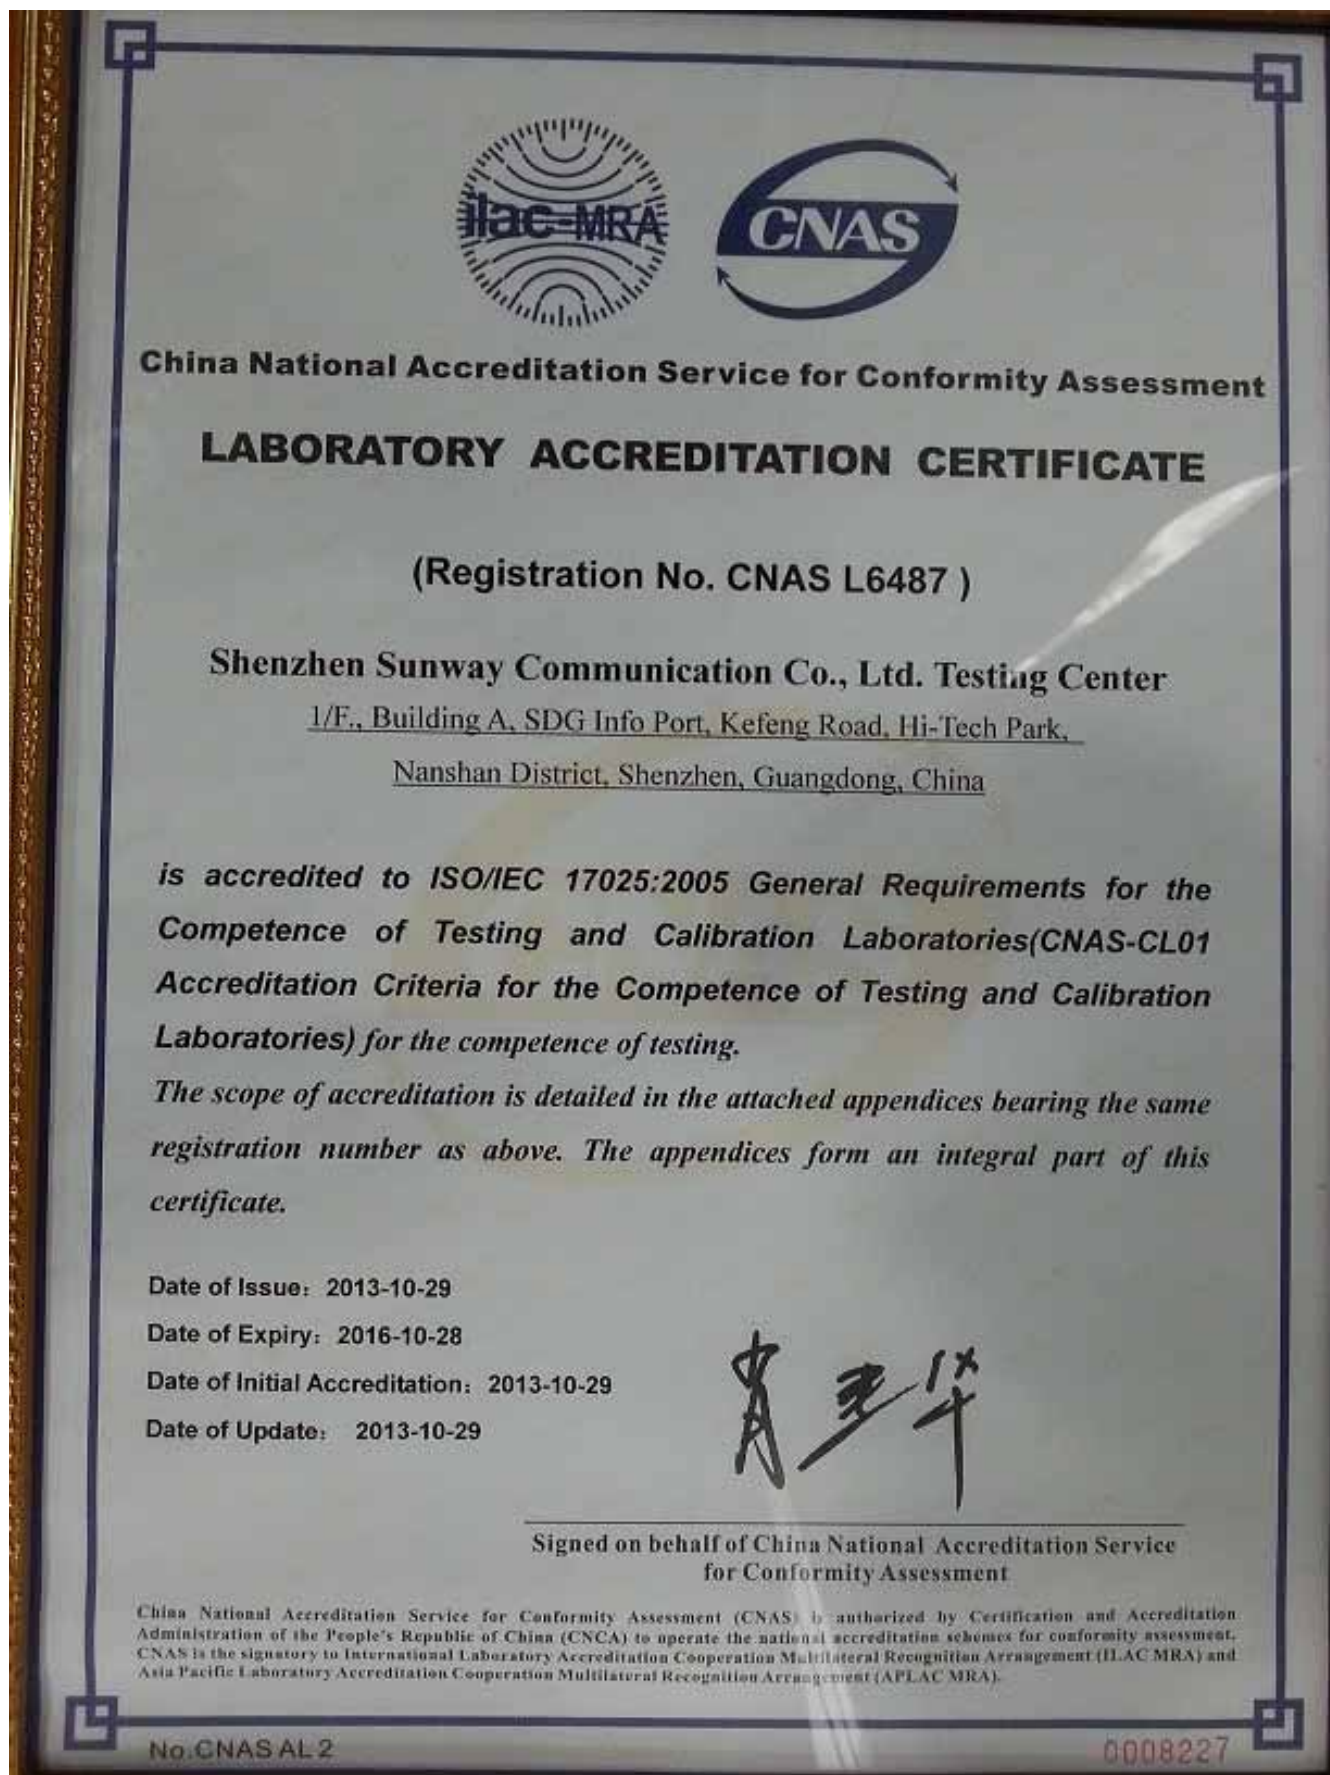 ilac-MRA
CNAS
China National Accreditation Service for Conformity Assessment
LABORATORY ACCREDITATION CERTIFICATE
(Registration No. CNAS L6487 )
Shenzhen Sunway Communication Co., Ltd. Testing Center
1/F., Building A, SDG Info Port, Kefeng Road, Hi-Tech Park,
Nanshan District, Shenzhen, Guangdong, China
is accredited to ISO/IEC 17025:2005 General Requirements for the
Competence of Testing and Calibration Laboratories(CNAS-CL01
Accreditation Criteria for the Competence of Testing and Calibration
Laboratories) for the competence of testing.
The scope of accreditation is detailed in the attached appendices bearing the same
registration number as above. The appendices form an integral part of this
certificate.
Date of Issue: 2013-10-29
Date of Expiry: 2016-10-28
Date of Initial Accreditation: 2013-10-29
Date of Update: 2013-10-29
Signed on behalf of China National Accreditation Service
for Conformity Assessment
China National Accreditation Service for Conformity Assessment (CNAS) is authorized by Certification and Accreditation
Administration of the People's Republic of China (CNCA) to operate the national accreditation schemes for conformity assessment.
CNAS is the signatory to International Laboratory Accreditation Cooperation Multilateral Recognition Arrangement (ILAC MRA) and
Asia Pacific Laboratory Accreditation Cooperation Multilateral Recognition Arrangement (APLAC MRA).
No.CNAS AL 2
0008227